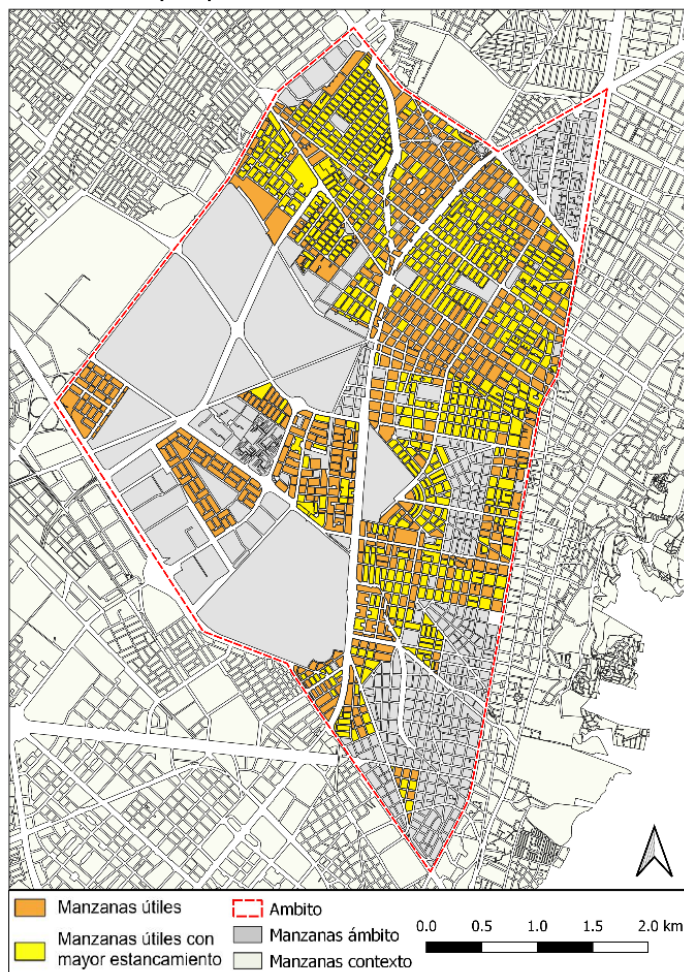 Manzanas útiles
Manzanas útiles con
mayor estancamiento
Ambito
Manzanas ámbito
Manzanas contexto
0.0 0.5 1.0 1.5 2.0 km